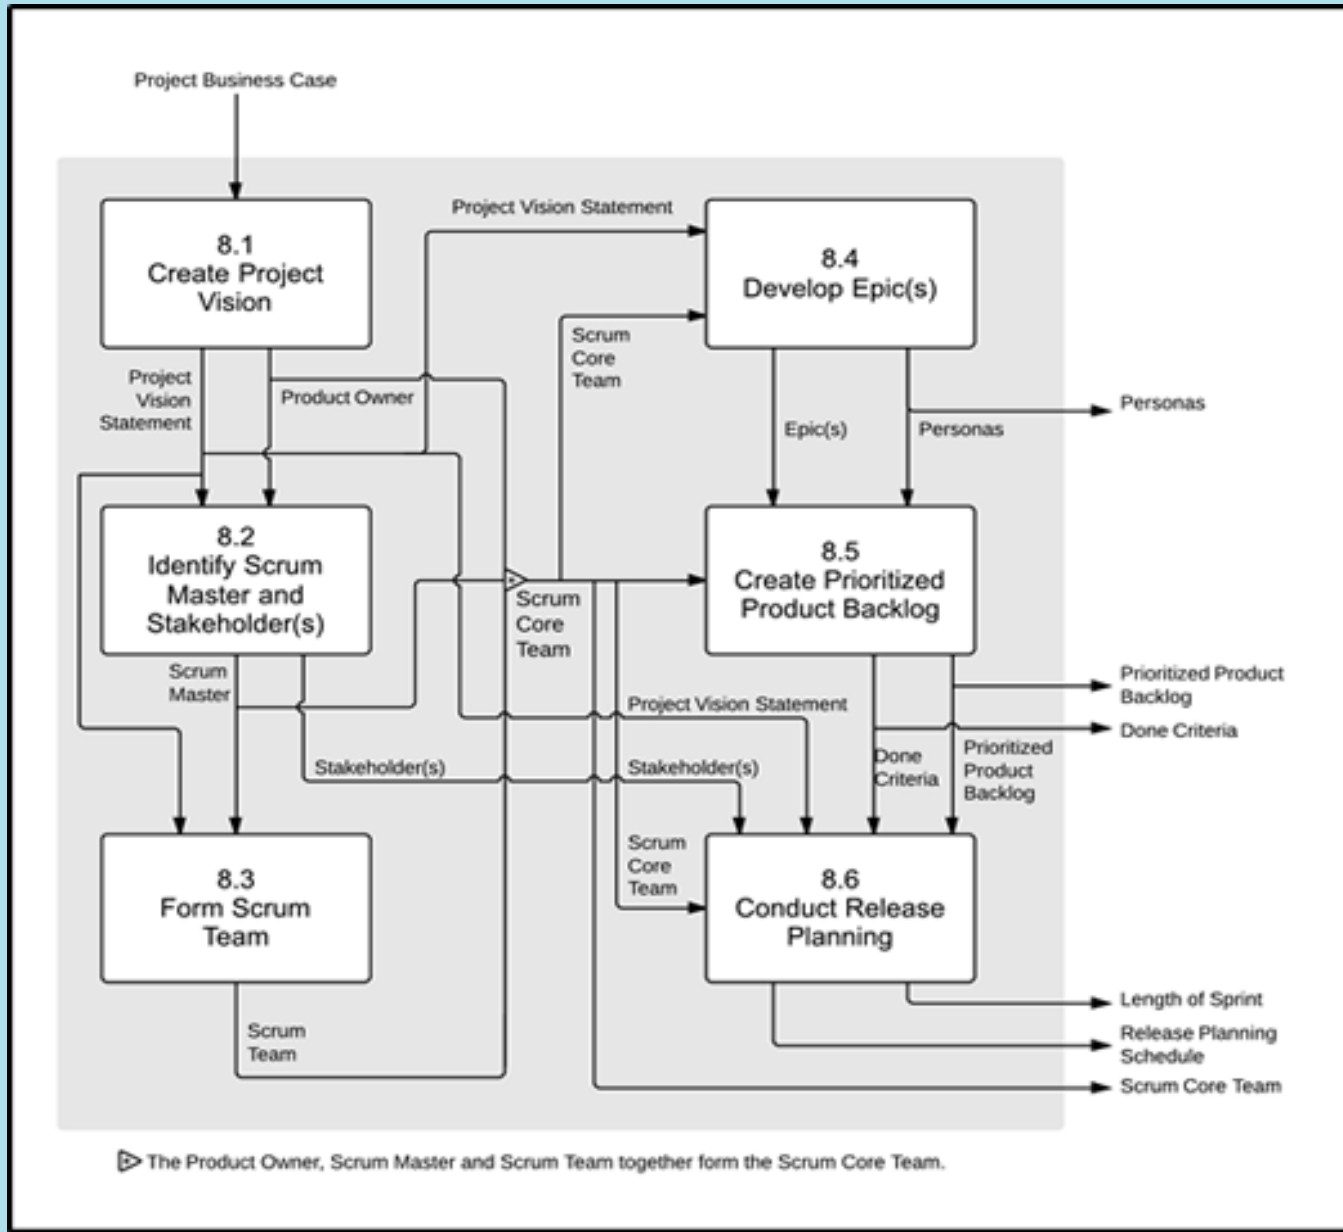 Project Business Case
8.1
Create Project
Vision
Project Vision Statement
8.4
Develop Epic(s)
Scrum
Core
Team
Project
Vision
Statement
Product Owner
Epic(s)
Personas
Personas
8.2
Identify Scrum
Master and
Stakeholder(s)
Scrum
Core
Team
8.5
Create Prioritized
Product Backlog
Scrum
Master
Project Vision Statement
Prioritized Product
Backlog
Done Criteria
Stakeholder(s)
Stakeholder(s)
Done
Criteria
Prioritized
Product
Backlog
8.3
Form Scrum
Team
Scrum
Core
Team
8.6
Conduct Release
Planning
Scrum
Team
Length of Sprint
Release Planning
Schedule
Scrum Core Team
The Product Owner, Scrum Master and Scrum Team together form the Scrum Core Team.